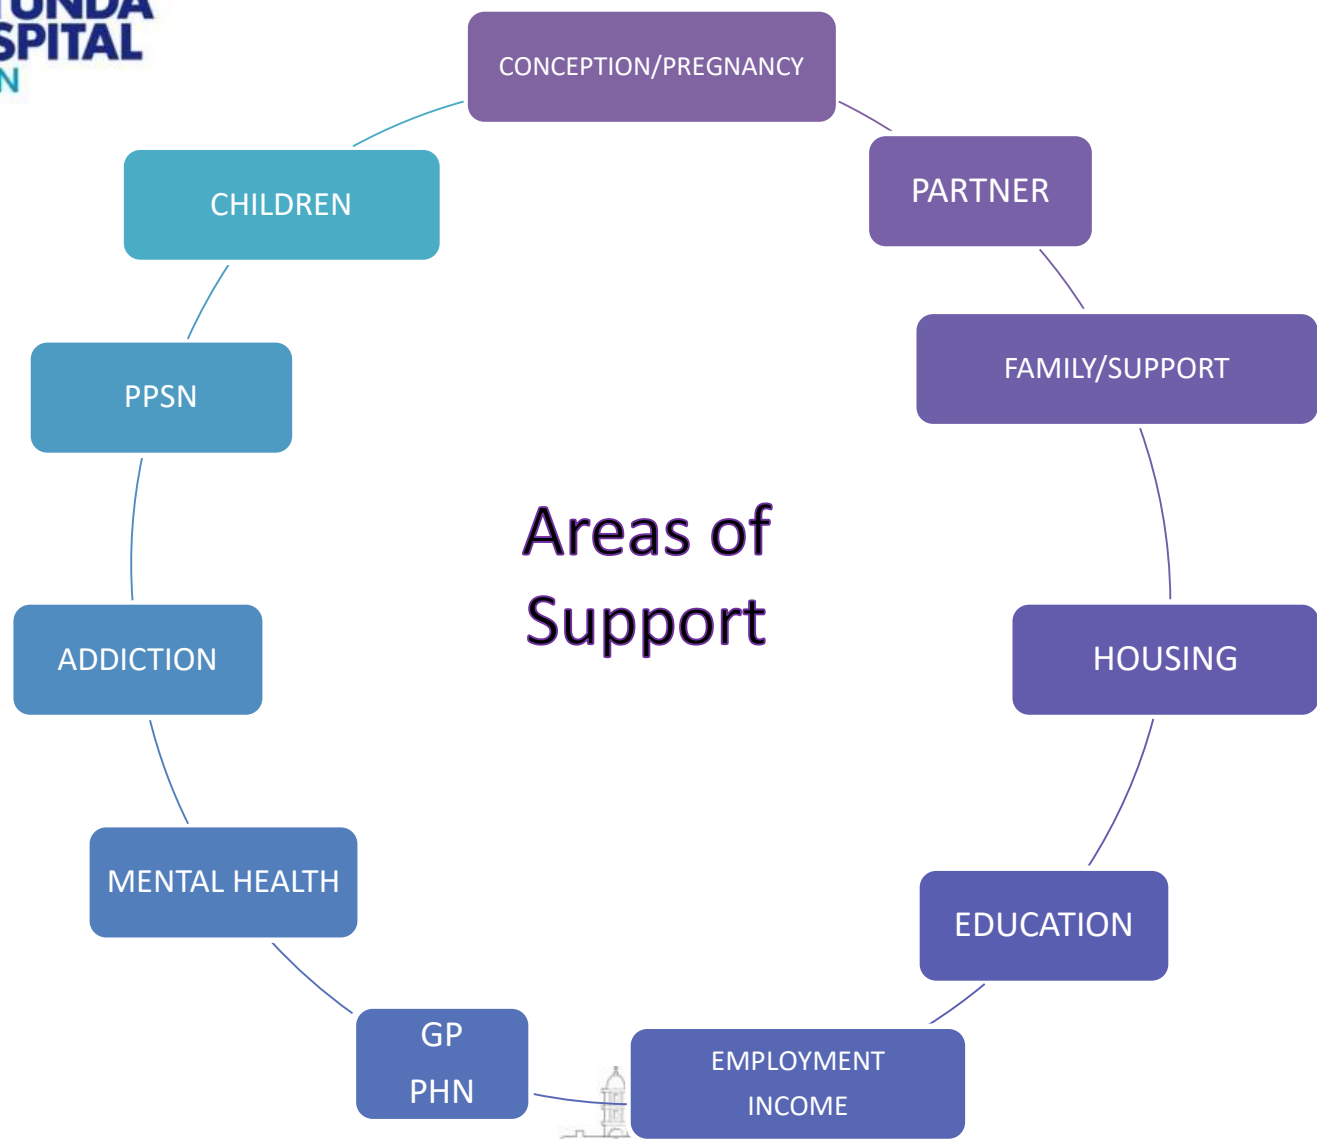 SPITAL
CONCEPTION/PREGNANCY
PARTNER
FAMILY/SUPPORT
HOUSING
EDUCATION
EMPLOYMENT
INCOME
GP
PHN
MENTAL HEALTH
ADDICTION
PPSN
CHILDREN
Areas of
Support